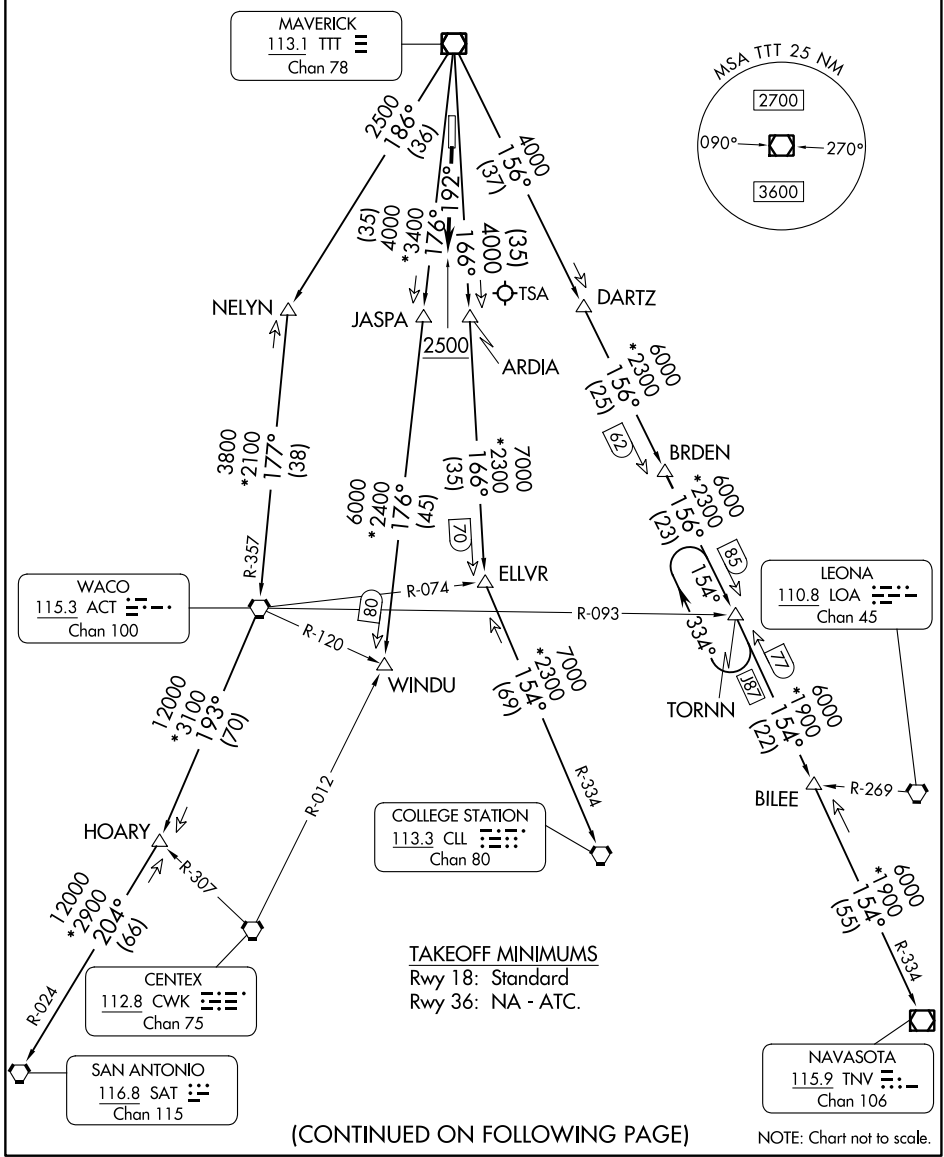 MAVERICK
113.1 TTT
Chan 78
MSA TTT 25 NM
2700
090°
270°
3600
2500
186°
(36)
(35)
4000
*3400
176°
192°
(35)
4000
166°
4000
156°
(37)
TSA
NELYN
JASPA
2500
ARDIA
DARTZ
6000
*2300
156°
(25)
62
BRDEN
3800
*2100
177°
(38)
6000
*2400
176°
(45)
7000
*2300
166°
(35)
70
6000
*2300
156°
(23)
85
R-357
WACO
115.3 ACT
Chan 100
R-074
ELLVR
R-093
R-120
80
WINDU
154°
334°
J87
77
TORNN
LEONA
110.8 LOA
Chan 45
12000
*3100
193°
(70)
7000
*2300
154°
(69)
6000
*1900
154°
(22)
BILEE
R-269
R-012
R-334
HOARY
R-307
COLLEGE STATION
113.3 CLL
Chan 80
12000
*2900
204°
(66)
6000
*1900
154°
(55)
R-334
R-024
CENTEX
112.8 CWK
Chan 75
TAKEOFF MINIMUMS
Rwy 18: Standard
Rwy 36: NA - ATC.
SAN ANTONIO
116.8 SAT
Chan 115
NAVASOTA
115.9 TNV
Chan 106
(CONTINUED ON FOLLOWING PAGE)
NOTE: Chart not to scale.